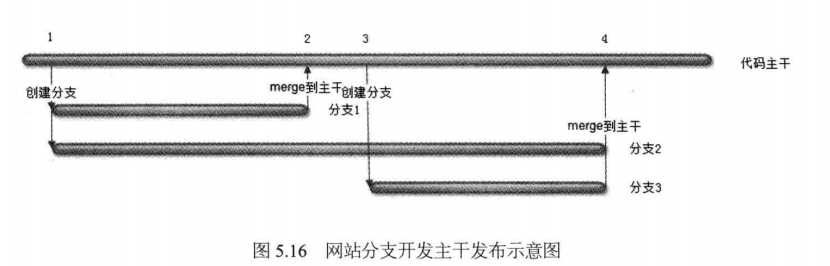 1 2 3 4
代码主干
创建分支 merge到主干 创建分支
分支1
merge到主干
分支2
分支3
图 5.16 网站分支开发主干发布示意图